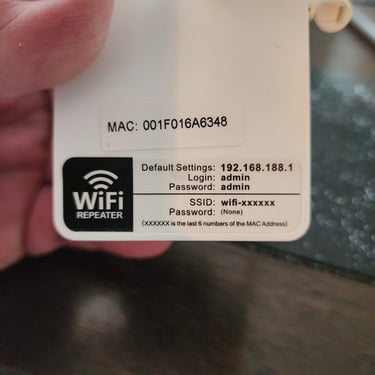 MAC: 001F016A6348
WiFi
REPEATER
Default Settings: 192.168.188.1
Login: admin
Password: admin
SSID: wifi-xxxxxx
Password: (None)
(XXXXXX is the last 6 numbers of the MAC Address)